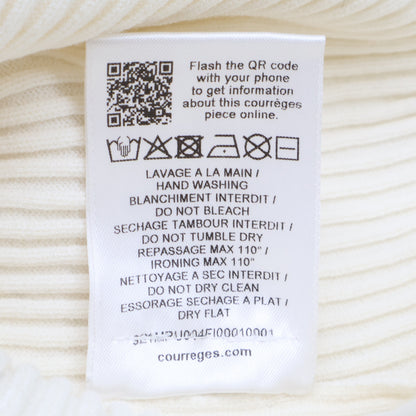 Flash the QR code
with your phone
to get information
about this courrèges
piece online.
LAVAGE A LA MAIN /
HAND WASHING
BLANCHIMENT INTERDIT /
DO NOT BLEACH
SECHAGE TAMBOUR INTERDIT /
DO NOT TUMBLE DRY
REPASSAGE MAX 110° /
IRONING MAX 110°
NETTOYAGE A SEC INTERDIT /
DO NOT DRY CLEAN
ESSORAGE SECHAGE A PLAT /
DRY FLAT
courreges.com